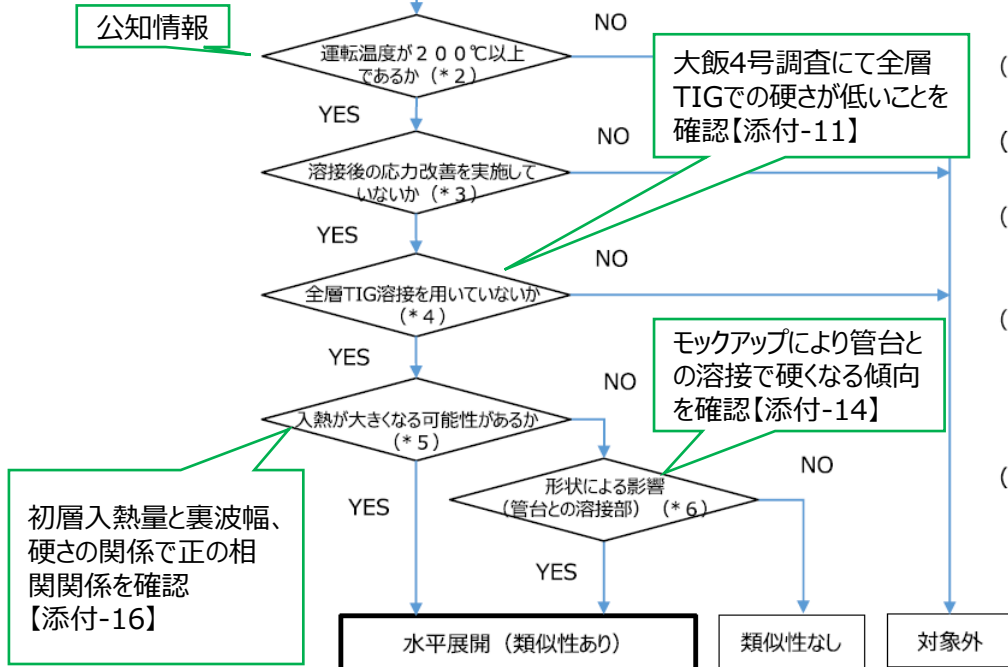 公知情報
NO
運転温度が200℃以上
であるか（*2）
YES
大飯4号調査にて全層
TIGでの硬さが低いことを
確認【添付-11】
NO
溶接後の応力改善を実施して
いないか（*3）
YES
NO
全層TIG溶接を用いていないか
（*4）
YES
モックアップにより管台と
の溶接で硬くなる傾向
を確認【添付-14】
NO
入熱が大きくなる可能性があるか
（*5）
初層入熱量と裏波幅、
硬さの関係で正の相
関関係を確認
【添付-16】
YES
形状による影響
（管台との溶接部）（*6）
NO
YES
水平展開（類似性あり）
類似性なし
対象外
(
(
(
(
(